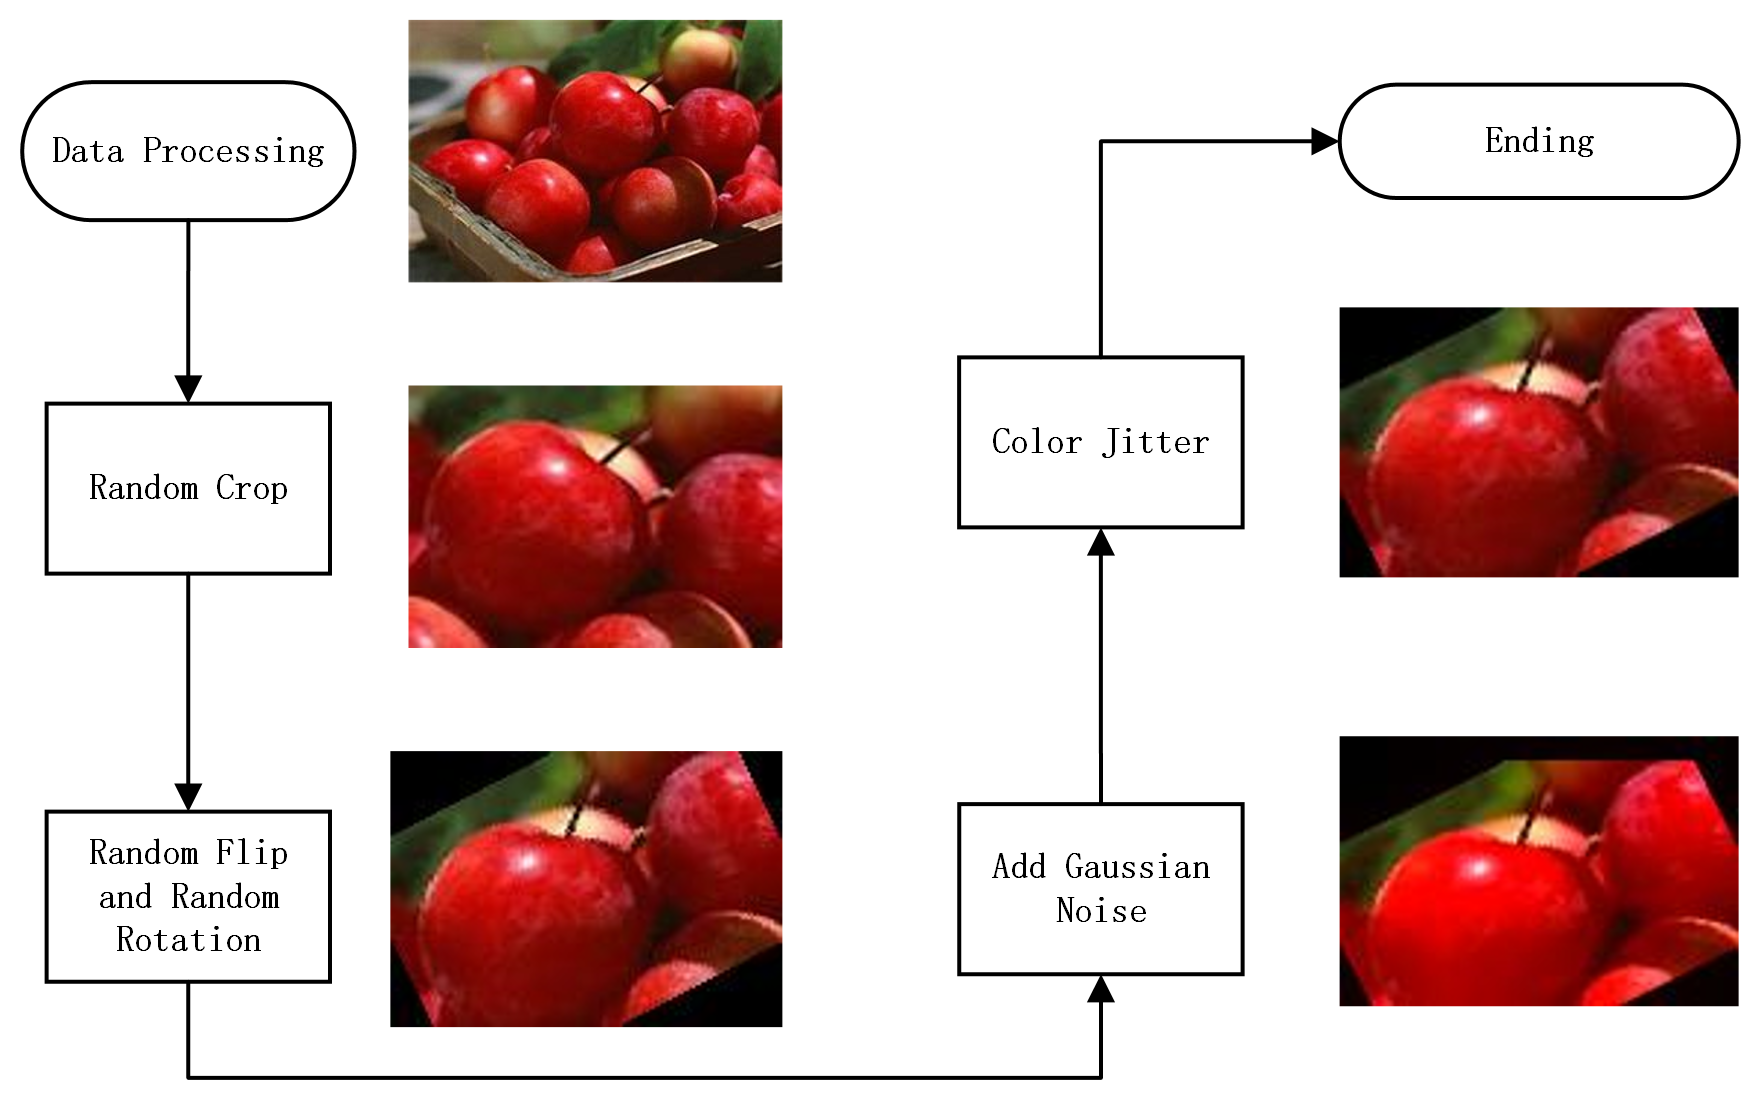 Data Processing
Random Crop
Random Flip
and Random
Rotation
Add Gaussian
Noise
Color Jitter
Ending